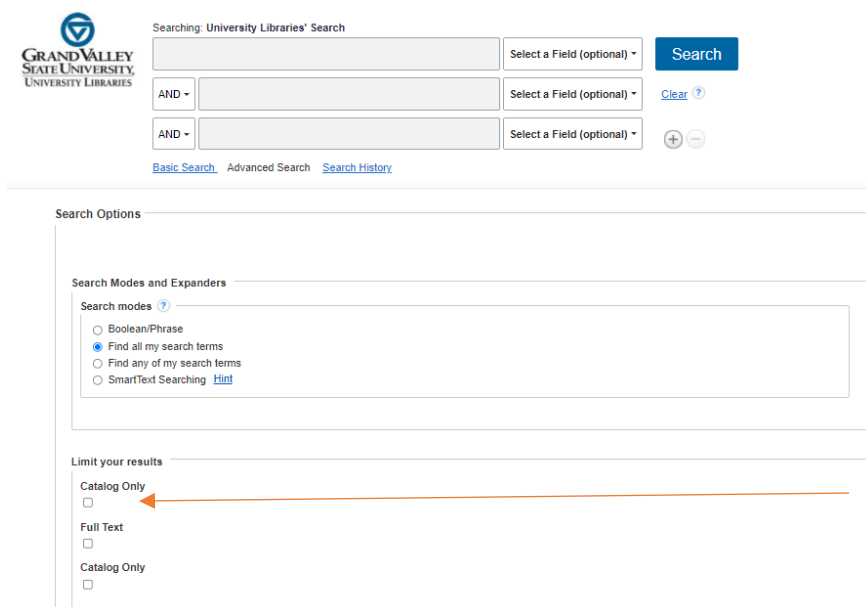 Searching: University Libraries' Search
GRAND VALLEY
STATE UNIVERSITY,
UNIVERSITY LIBRARIES
Select a Field (optional)
Search
AND
Select a Field (optional)
Clear ?
AND
Select a Field (optional)
Basic Search Advanced Search Search History
Search Options
Search Modes and Expanders
Search modes ?
Boolean/Phrase
Find all my search terms
Find any of my search terms
SmartText Searching Hint
Limit your results
Catalog Only
Full Text
Catalog Only